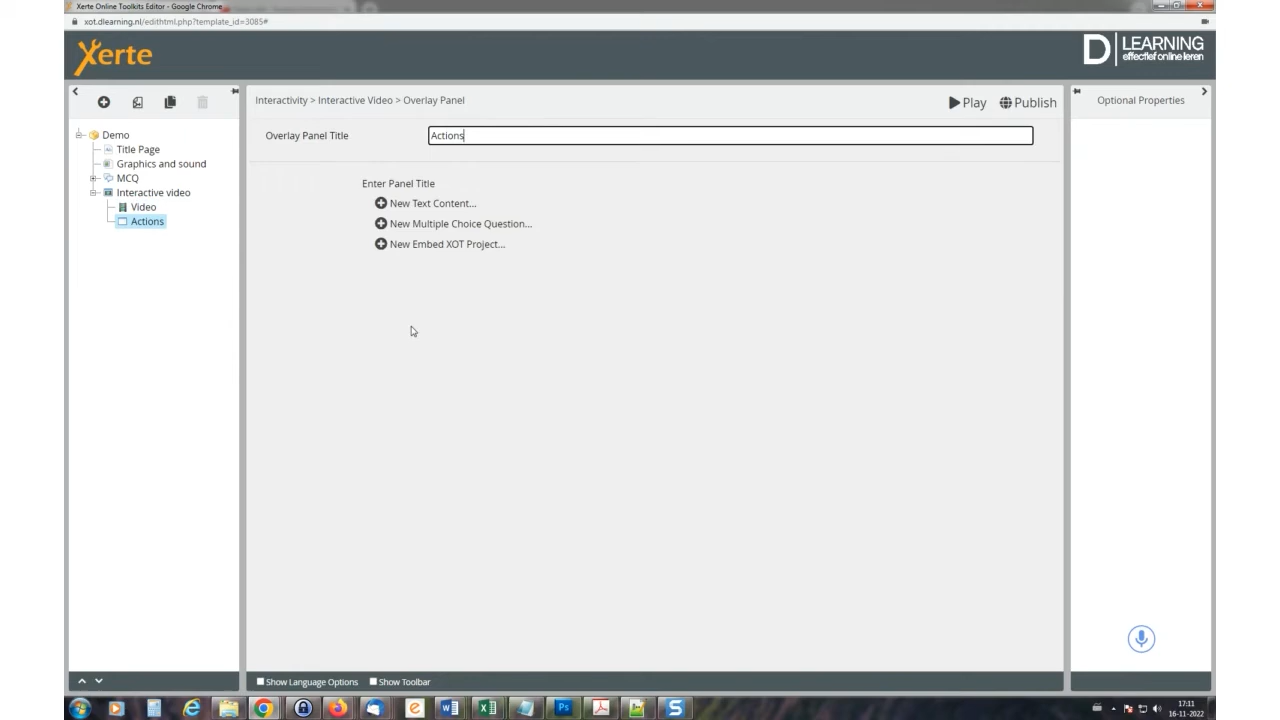 Xerte Online Toolkits Editor - Google Chrome
xot.dlearning.nl/edithtml.php?template_id=3085#
Xerte
D LEARNING
effectief online leren
Interactivity > Interactive Video > Overlay Panel
Play
Publish
Optional Properties
Demo
Title Page
Graphics and sound
MCQ
Interactive video
Video
Actions
Overlay Panel Title
Actions
Enter Panel Title
New Text Content...
New Multiple Choice Question...
New Embed XOT Project...
Show Language Options
Show Toolbar
17:11
16-11-2022